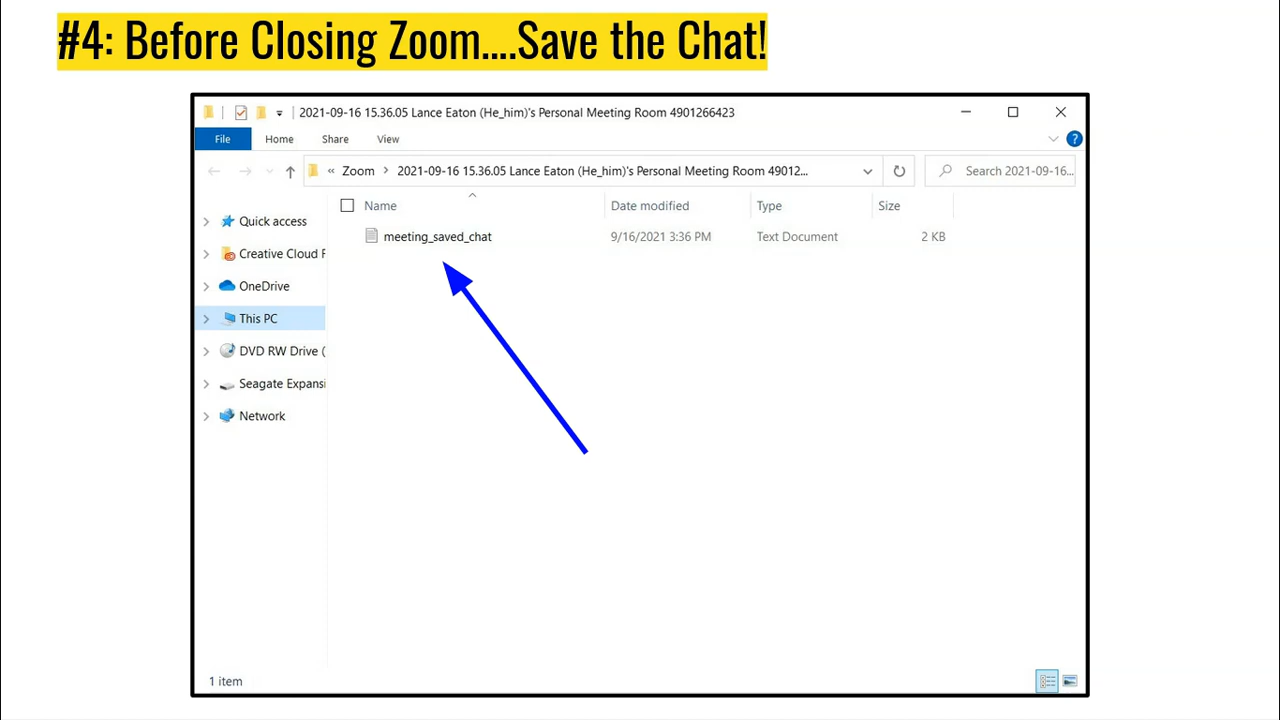 #4: Before Closing Zoom....Save the Chat!
2021-09-16 15.36.05 Lance Eaton (He_him)'s Personal Meeting Room 4901266423
File Home Share View
?
« Zoom 2021-09-16 15.36.05 Lance Eaton (He_him)'s Personal Meeting Room 49012...
Search 2021-09-16...
Name Date modified Type Size
meeting_saved_chat 9/16/2021 3:36 PM Text Document 2 KB
Quick access
Creative Cloud F
OneDrive
This PC
DVD RW Drive (
Seagate Expansi
Network
1 item